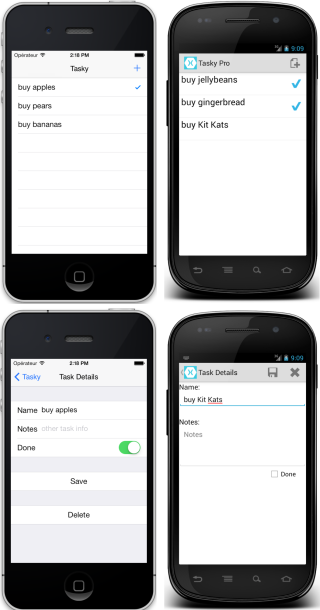 Opérateur 2:18 PM
Tasky +
buy apples
buy pears
buy bananas
9:09
Tasky Pro
buy jellybeans
buy gingerbread
buy Kit Kats
Opérateur 2:18 PM
Tasky Task Details
Name buy apples
Notes other task info
Done
Save
Delete
9:09
Task Details
Name:
buy Kit Kats
Notes:
Notes
Done